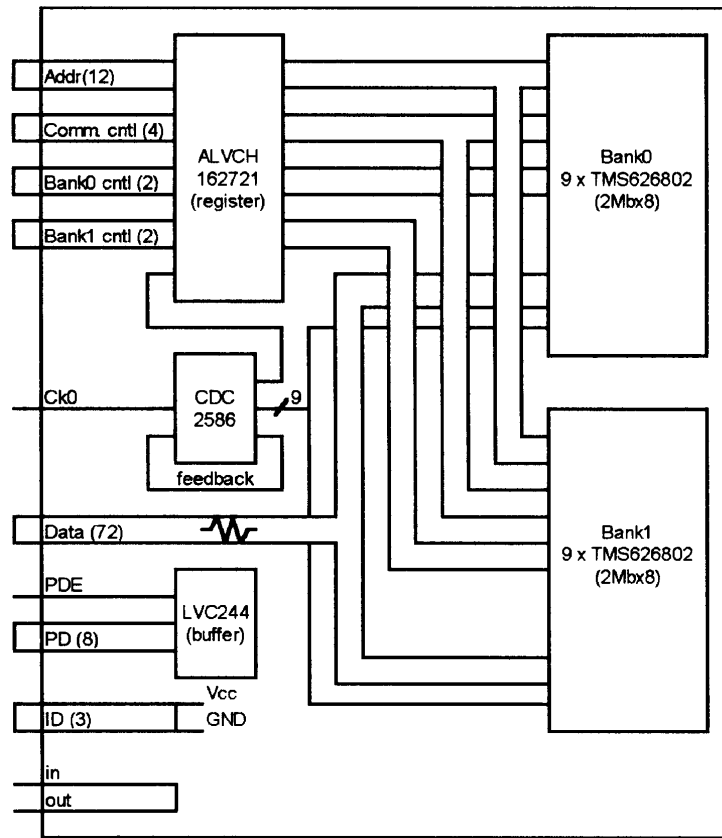 Addr(12)
Comm. cntl (4)
Bank0 cntl (2)
Bank1 cntl (2)
ALVCH
162721
(register)
Bank0
9 x TMS626802
(2Mbx8)
Ck0
CDC
2586
9
feedback
Data (72)
Bank1
9 x TMS626802
(2Mbx8)
PDE
PD (8)
LVC244
(buffer)
ID (3)
Vcc
GND
in
out